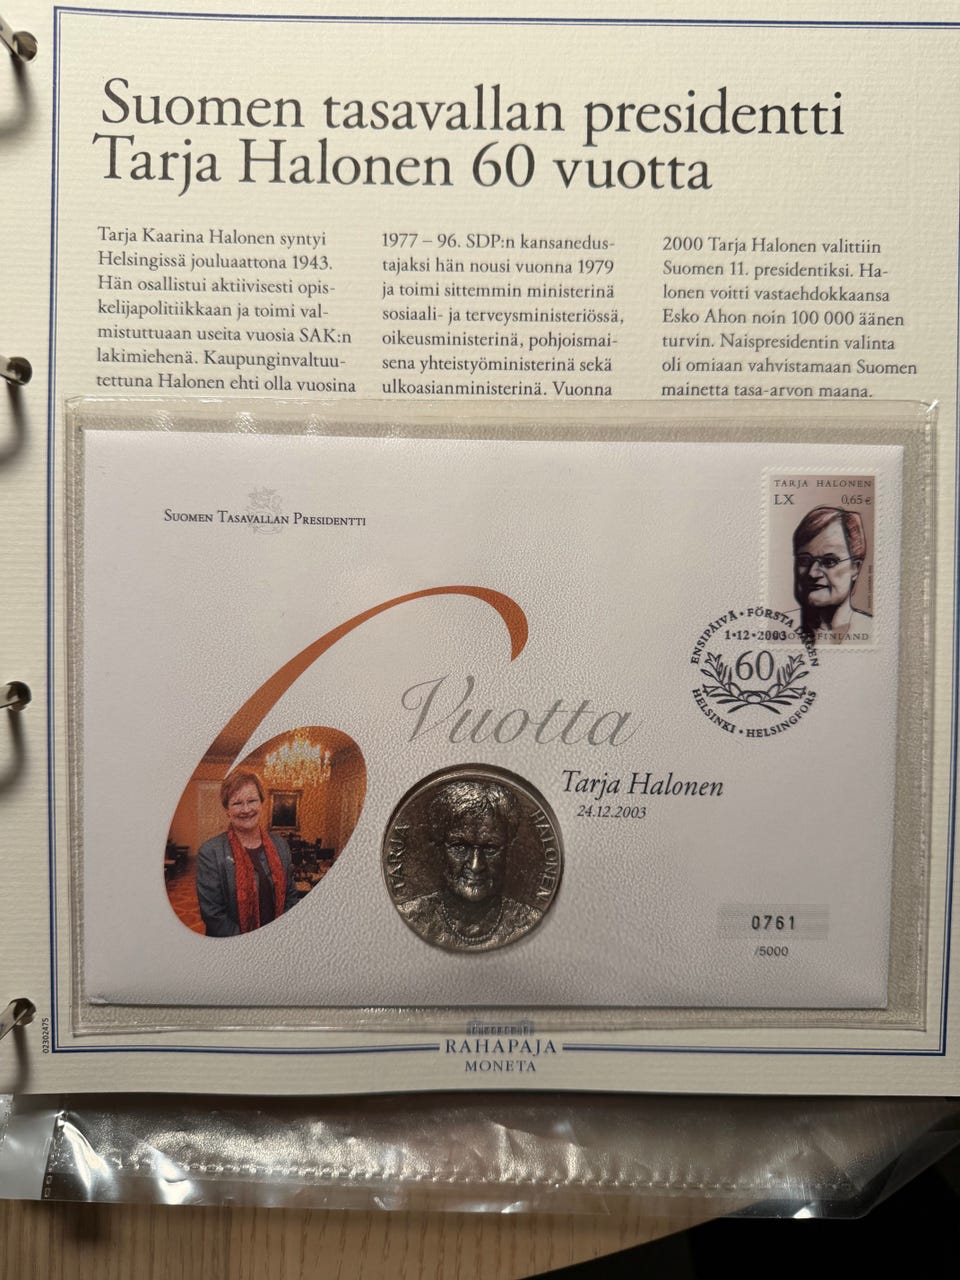 Suomen tasavallan presidentti
Tarja Halonen 60 vuotta
Tarja Kaarina Halonen syntyi
Helsingissä jouluaattona 1943.
Hän osallistui aktiivisesti opis-
kelijapolitiikkaan ja toimi val-
mistuttuaan useita vuosia SAK:n
lakimiehenä. Kaupunginvaltuu-
tettuna Halonen ehti olla vuosina
1977 – 96. SDP:n kansanedus-
tajaksi hän nousi vuonna 1979
ja toimi sittemmin ministerinä
sosiaali- ja terveysministeriössä,
oikeusministerinä, pohjoismai-
sena yhteistyöministerinä sekä
ulkoasianministerinä. Vuonna
2000 Tarja Halonen valittiin
Suomen 11. presidentiksi. Ha-
lonen voitti vastaehdokkaansa
Esko Ahon noin 100 000 äänen
turvin. Naispresidentin valinta
oli omiaan vahvistamaan Suomen
mainetta tasa-arvon maana.
SUOMEN TASAVALLAN PRESIDENTTI
TARJA HALONEN
LX 0,65€
FINLAND
ENSIPÄIVÄ • FÖRSTA DAGEN
1•12•2003
60
HELSINKI • HELSINGFORS
6
Vuotta
Tarja Halonen
24.12.2003
TARJA HALONEN
0761
/5000
02302475
RAHAPAJA
MONETA